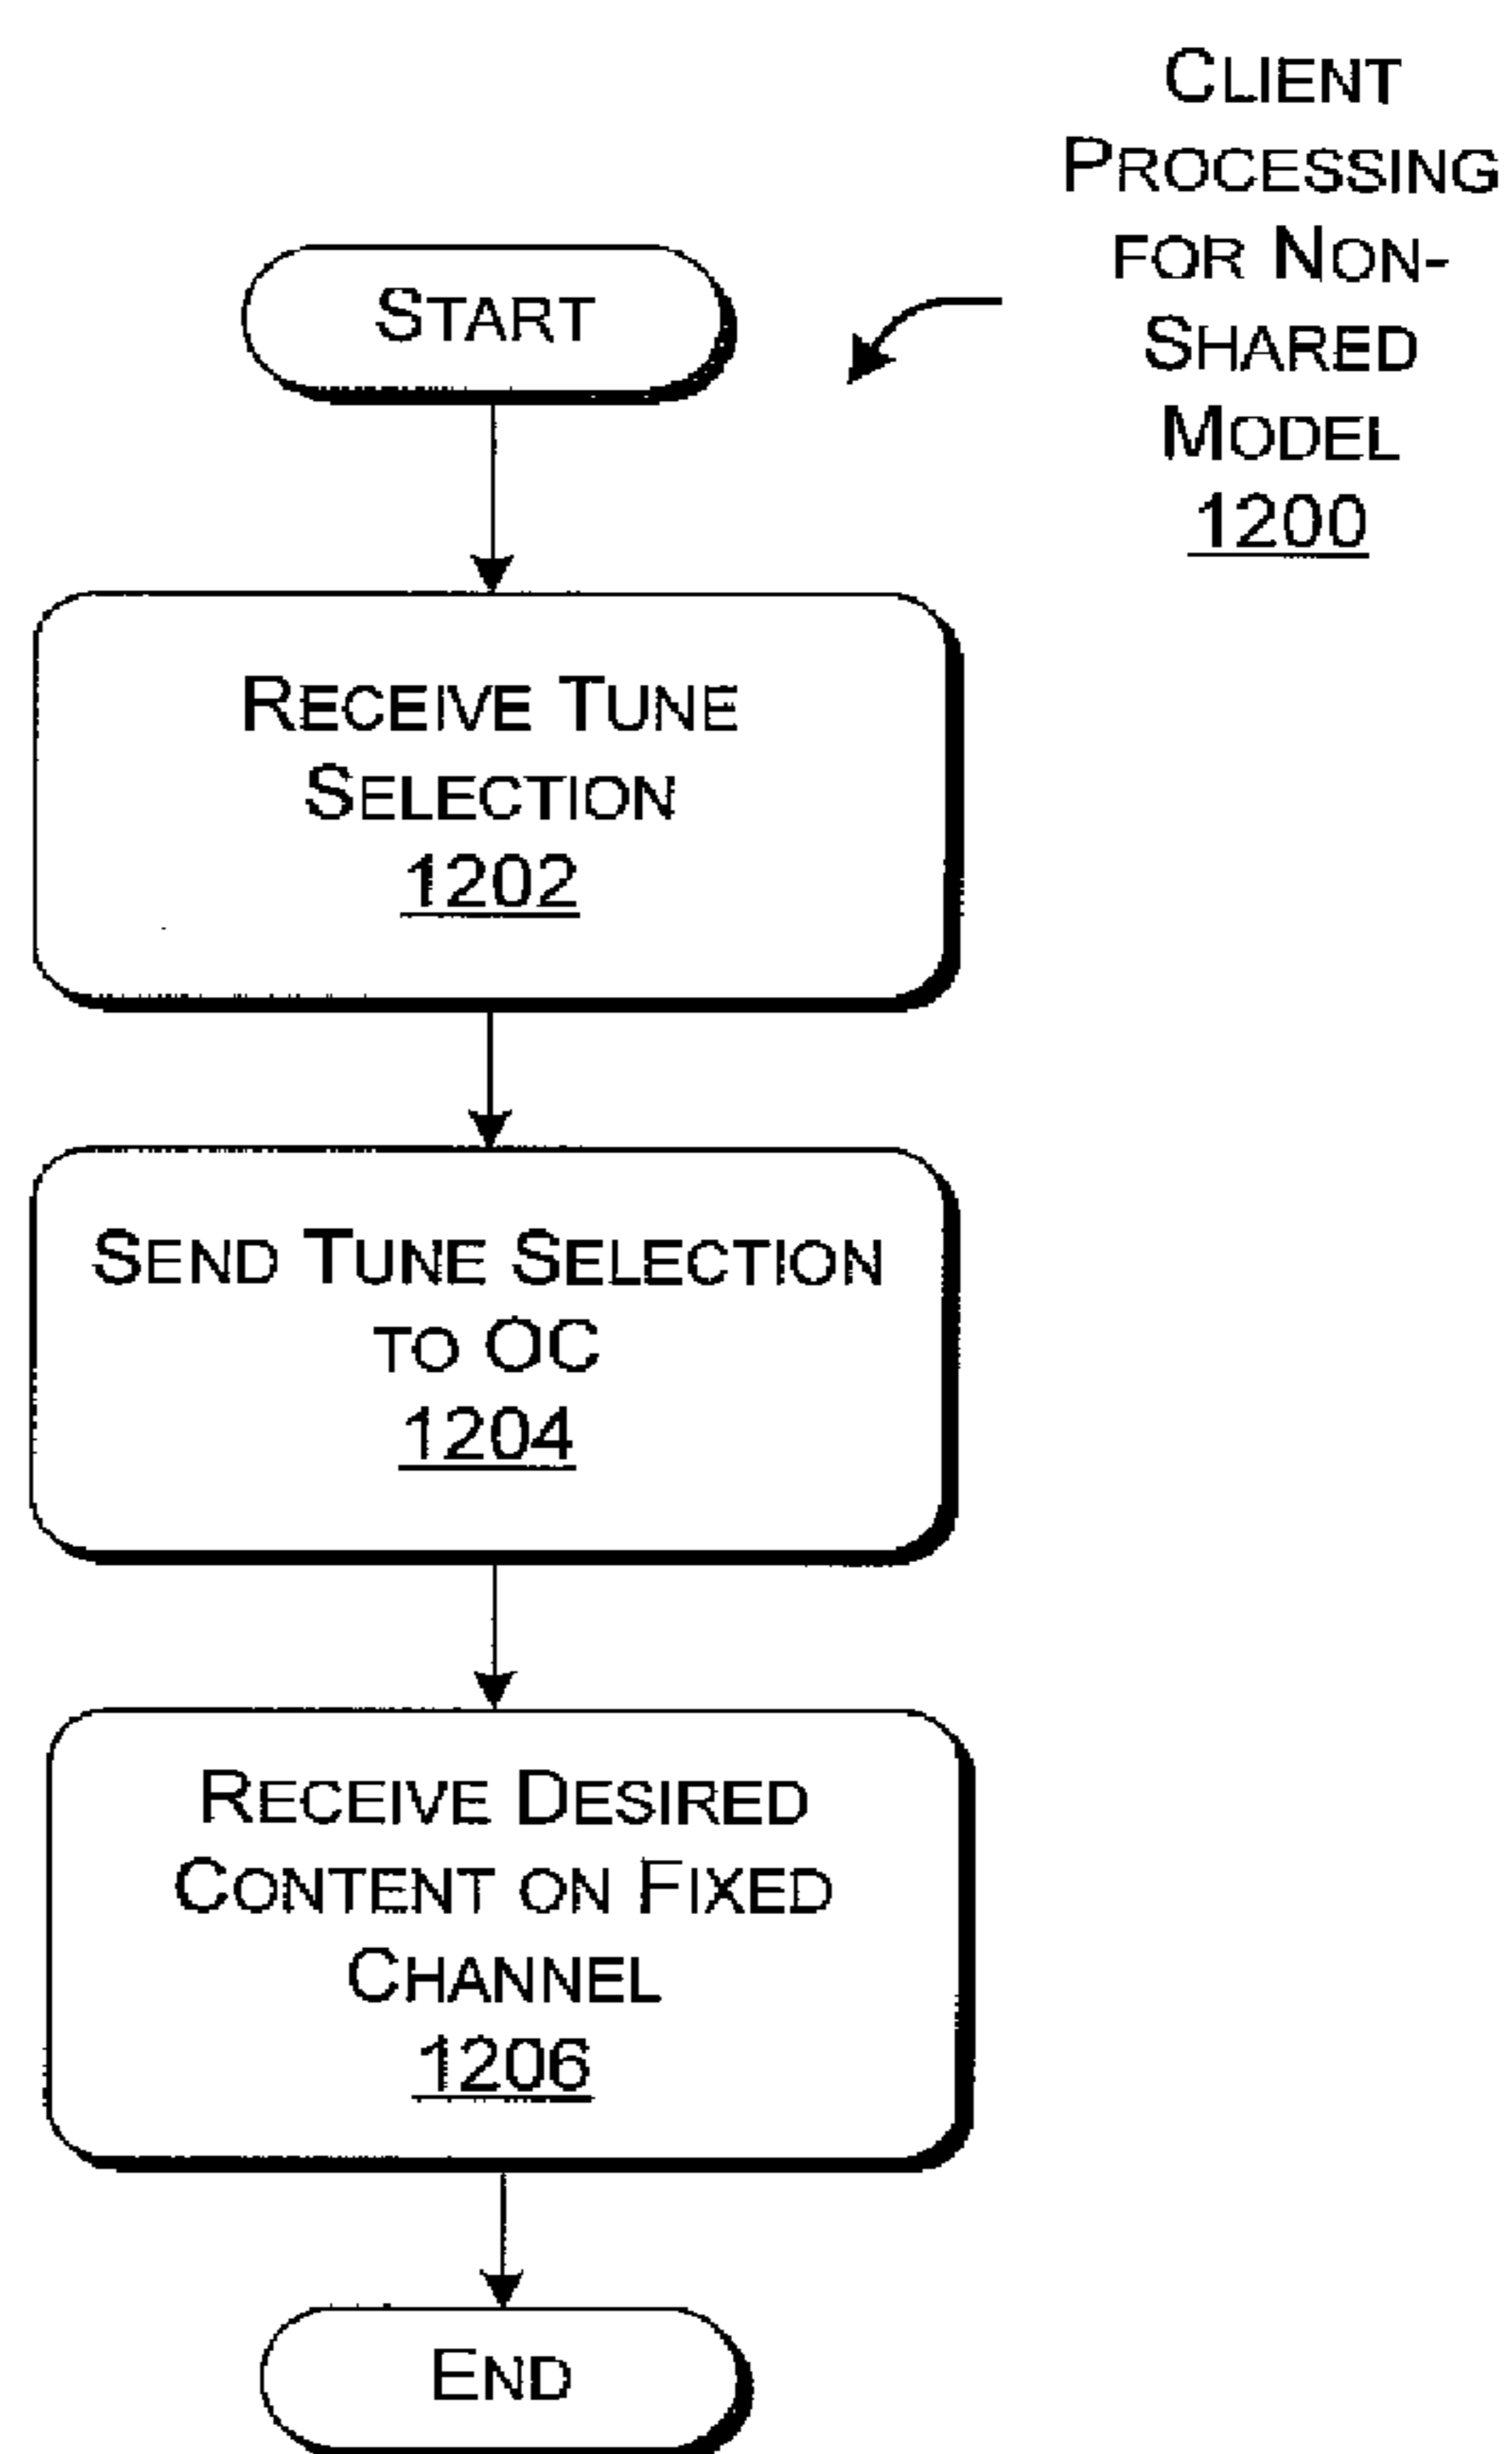 CLIENT
PROCESSING
FOR NON-
SHARED
MODEL
1200
START
RECEIVE TUNE
SELECTION
1202
SEND TUNE SELECTION
TO OC
1204
RECEIVE DESIRED
CONTENT ON FIXED
CHANNEL
1206
END